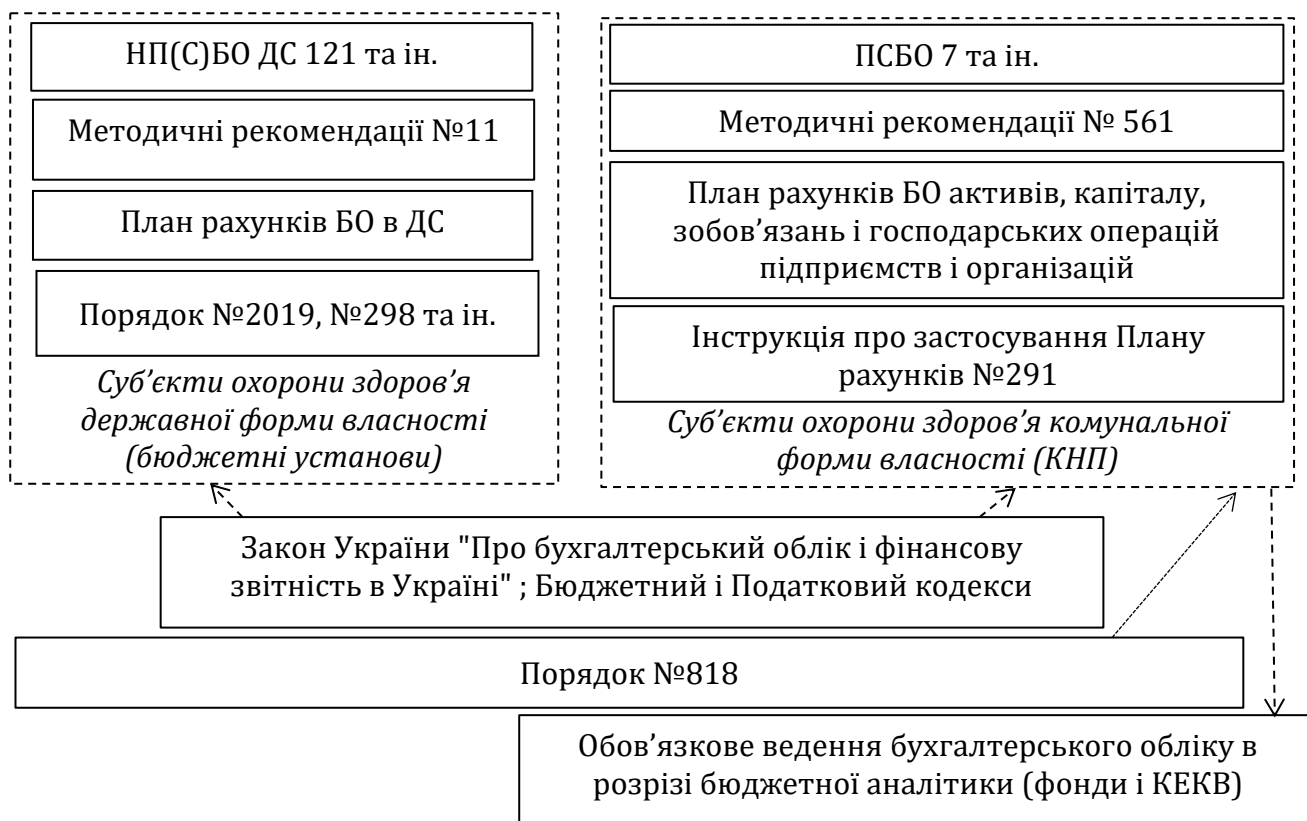 НП(С)БО ДС 121 та ін.
Методичні рекомендації №11
План рахунків БО в ДС
Порядок №2019, №298 та ін.
Суб’єкти охорони здоров’я
державної форми власності
(бюджетні установи)
ПСБО 7 та ін.
Методичні рекомендації № 561
План рахунків БО активів, капіталу,
зобов’язань і господарських операцій
підприємств і організацій
Інструкція про застосування Плану
рахунків №291
Суб’єкти охорони здоров’я комунальної
форми власності (КНП)
Закон України "Про бухгалтерський облік і фінансову
звітність в Україні" ; Бюджетний і Податковий кодекси
Порядок №818
Обов’язкове ведення бухгалтерського обліку в
розрізі бюджетної аналітики (фонди і КЕКВ)